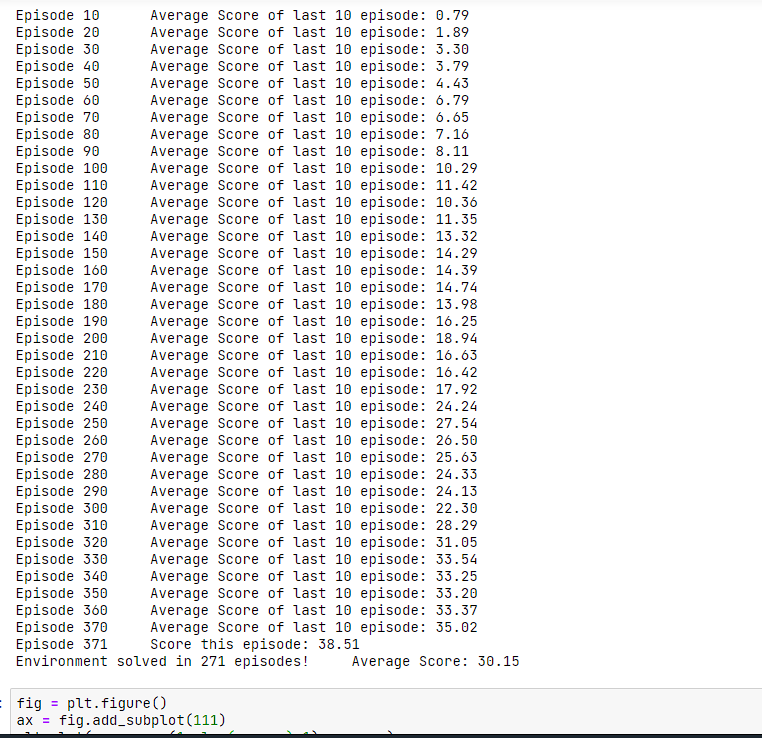 Episode 10 Average Score of last 10 episode: 0.79
Episode 20 Average Score of last 10 episode: 1.89
Episode 30 Average Score of last 10 episode: 3.30
Episode 40 Average Score of last 10 episode: 3.79
Episode 50 Average Score of last 10 episode: 4.43
Episode 60 Average Score of last 10 episode: 6.79
Episode 70 Average Score of last 10 episode: 6.65
Episode 80 Average Score of last 10 episode: 7.16
Episode 90 Average Score of last 10 episode: 8.11
Episode 100 Average Score of last 10 episode: 10.29
Episode 110 Average Score of last 10 episode: 11.42
Episode 120 Average Score of last 10 episode: 10.36
Episode 130 Average Score of last 10 episode: 11.35
Episode 140 Average Score of last 10 episode: 13.32
Episode 150 Average Score of last 10 episode: 14.29
Episode 160 Average Score of last 10 episode: 14.39
Episode 170 Average Score of last 10 episode: 14.74
Episode 180 Average Score of last 10 episode: 13.98
Episode 190 Average Score of last 10 episode: 16.25
Episode 200 Average Score of last 10 episode: 18.94
Episode 210 Average Score of last 10 episode: 16.63
Episode 220 Average Score of last 10 episode: 16.42
Episode 230 Average Score of last 10 episode: 17.92
Episode 240 Average Score of last 10 episode: 24.24
Episode 250 Average Score of last 10 episode: 27.54
Episode 260 Average Score of last 10 episode: 26.50
Episode 270 Average Score of last 10 episode: 25.63
Episode 280 Average Score of last 10 episode: 24.33
Episode 290 Average Score of last 10 episode: 24.13
Episode 300 Average Score of last 10 episode: 22.30
Episode 310 Average Score of last 10 episode: 28.29
Episode 320 Average Score of last 10 episode: 31.05
Episode 330 Average Score of last 10 episode: 33.54
Episode 340 Average Score of last 10 episode: 33.25
Episode 350 Average Score of last 10 episode: 33.20
Episode 360 Average Score of last 10 episode: 33.37
Episode 370 Average Score of last 10 episode: 35.02
Episode 371 Score this episode: 38.51
Environment solved in 271 episodes! Average Score: 30.15
: fig = plt.figure()
ax = fig.add_subplot(111)